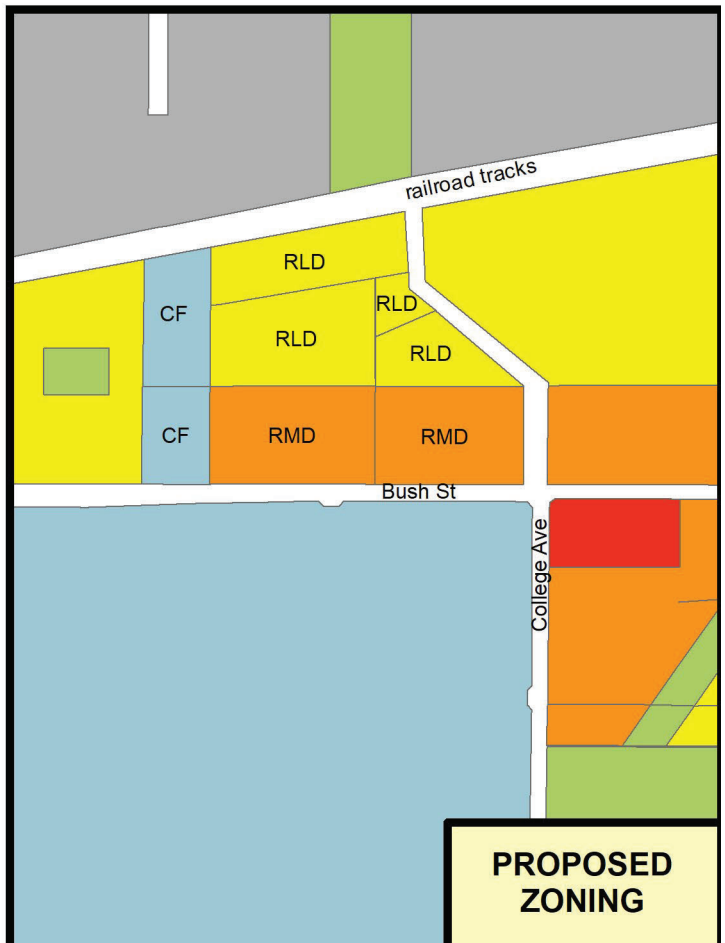 railroad tracks
RLD
CF
RLD
RLD
RLD
CF
RMD
RMD
Bush St
College Ave
PROPOSED
ZONING